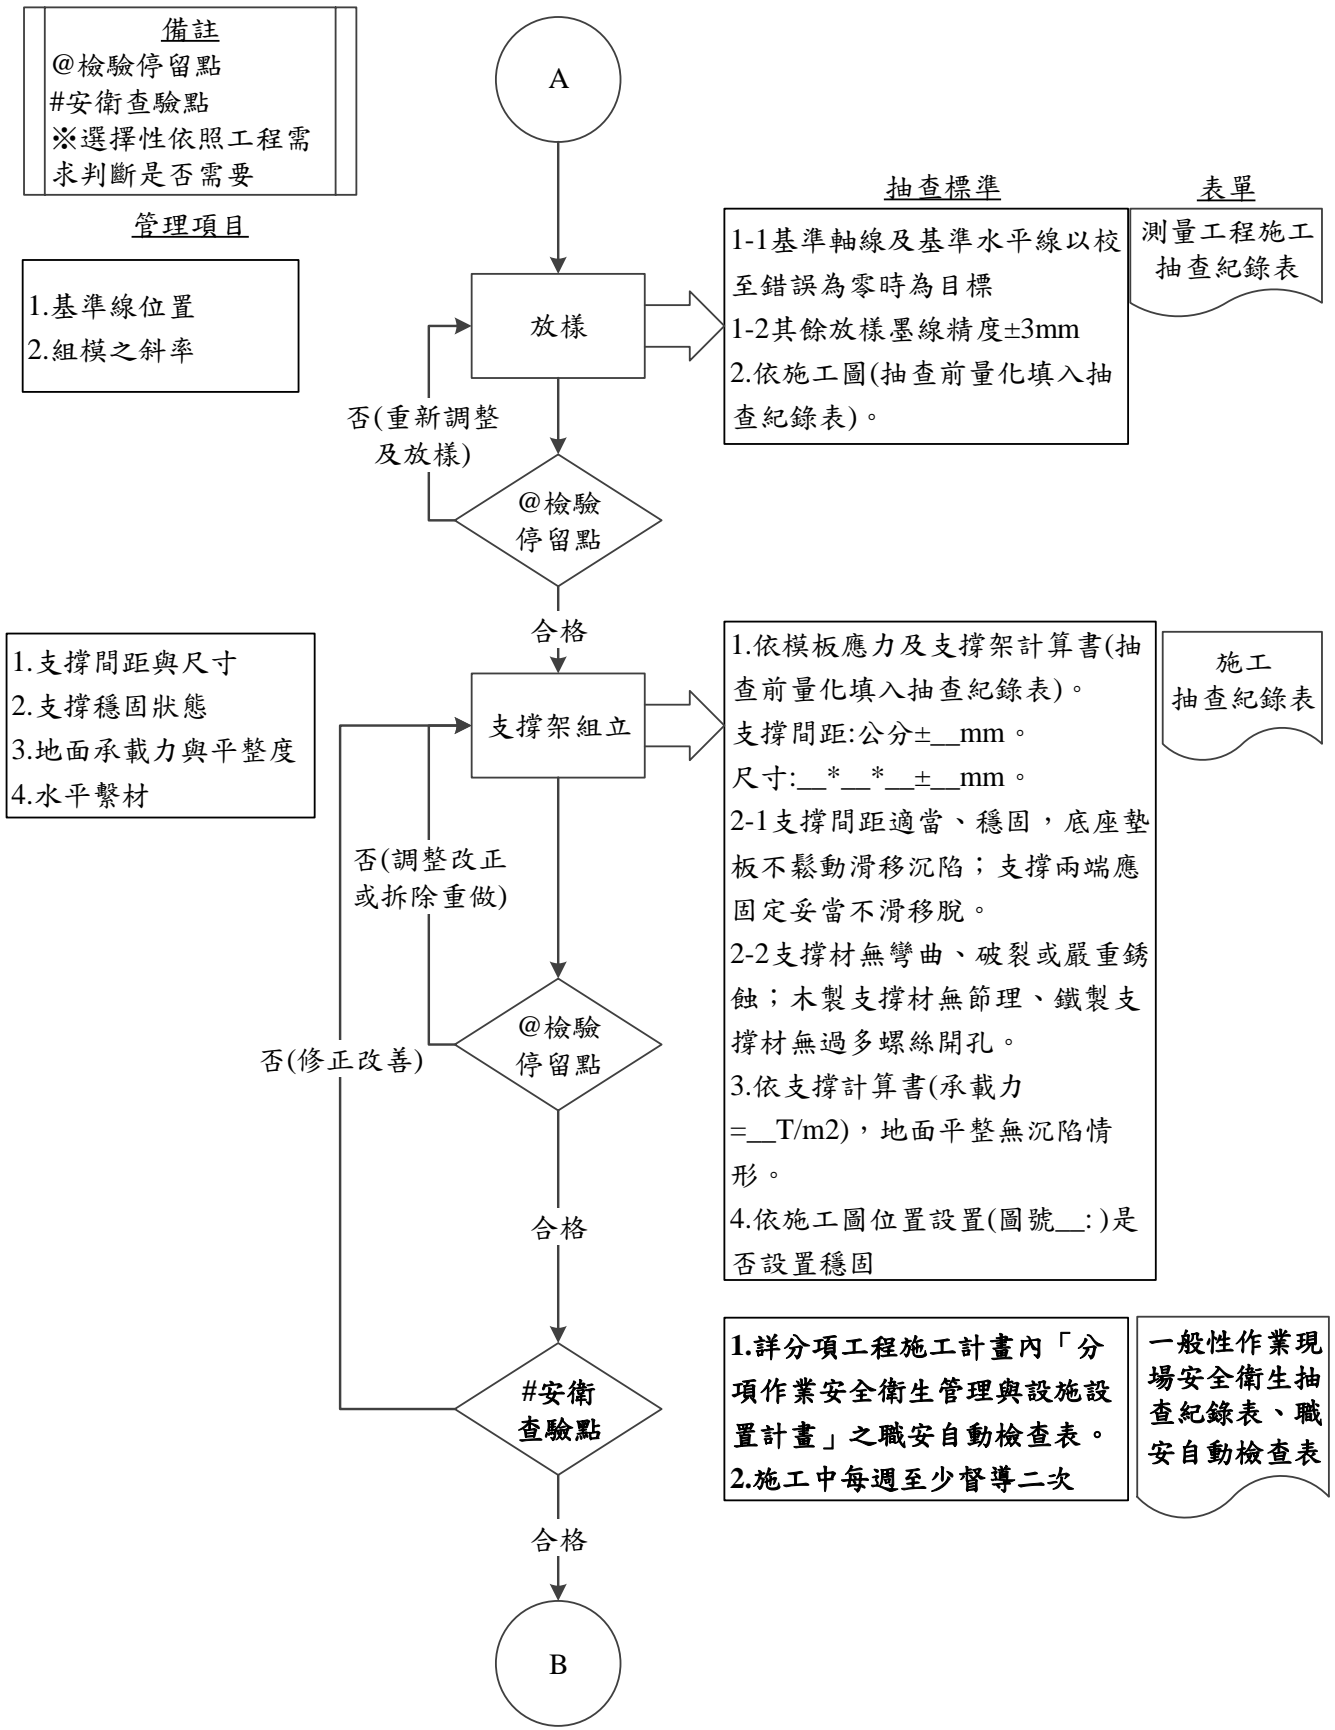 備註
@檢驗停留點
#安衛查驗點
※選擇性依照工程需
求判斷是否需要
A
管理項目
抽查標準
表單
1.基準線位置
2.組模之斜率
放樣
1-1基準軸線及基準水平線以校
至錯誤為零時為目標
1-2其餘放樣墨線精度±3mm
2.依施工圖(抽查前量化填入抽
查紀錄表)。
測量工程施工
抽查紀錄表
否(重新調整
及放樣)
@檢驗
停留點
合格
1.支撐間距與尺寸
2.支撐穩固狀態
3.地面承載力與平整度
4.水平繫材
支撐架組立
1.依模板應力及支撐架計算書(抽
查前量化填入抽查紀錄表)。
支撐間距:公分±__mm。
尺寸:__*__*__±__mm。
2-1支撐間距適當、穩固，底座墊
板不鬆動滑移沉陷；支撐兩端應
固定妥當不滑移脫。
2-2支撐材無彎曲、破裂或嚴重銹
蝕；木製支撐材無節理、鐵製支
撐材無過多螺絲開孔。
3.依支撐計算書(承載力
=__T/m2)，地面平整無沉陷情
形。
4.依施工圖位置設置(圖號__:)是
否設置穩固
施工
抽查紀錄表
否(調整改正
或拆除重做)
@檢驗
停留點
否(修正改善)
合格
#安衛
查驗點
1.詳分項工程施工計畫內「分
項作業安全衛生管理與設施設
置計畫」之職安自動檢查表。
2.施工中每週至少督導二次
一般性作業現
場安全衛生抽
查紀錄表、職
安自動檢查表
合格
B